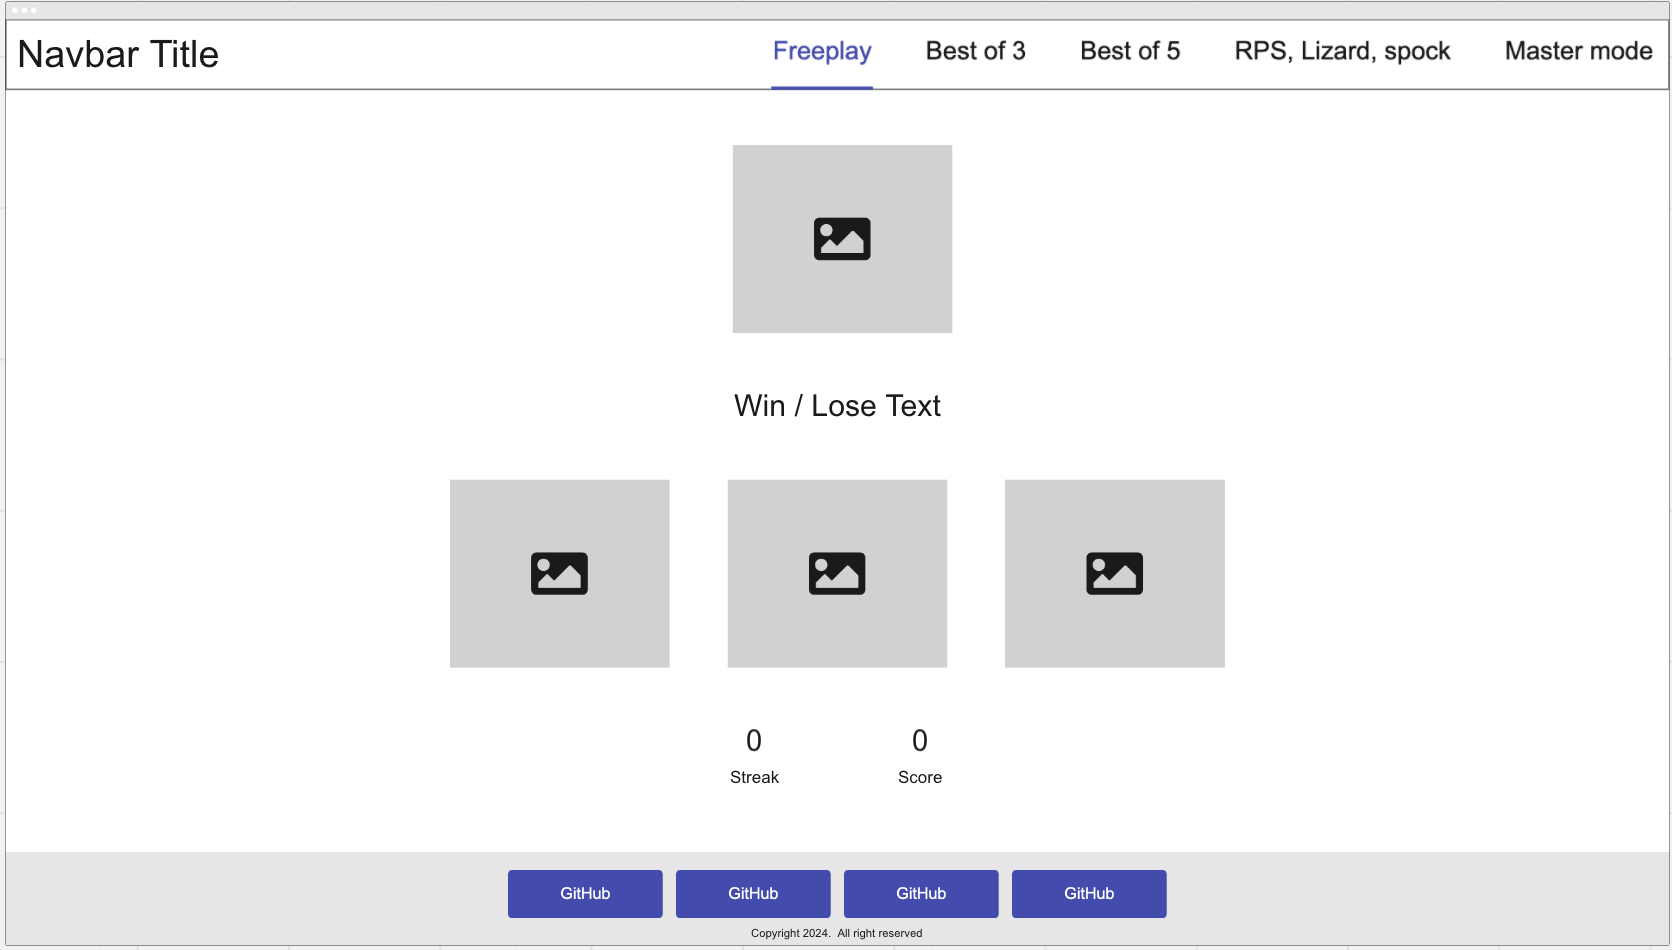 Navbar Title
Freeplay
Best of 3
Best of 5
RPS, Lizard, spock
Master mode
Win / Lose Text
0
Streak
0
Score
GitHub
GitHub
GitHub
GitHub
Copyright 2024.  All right reserved